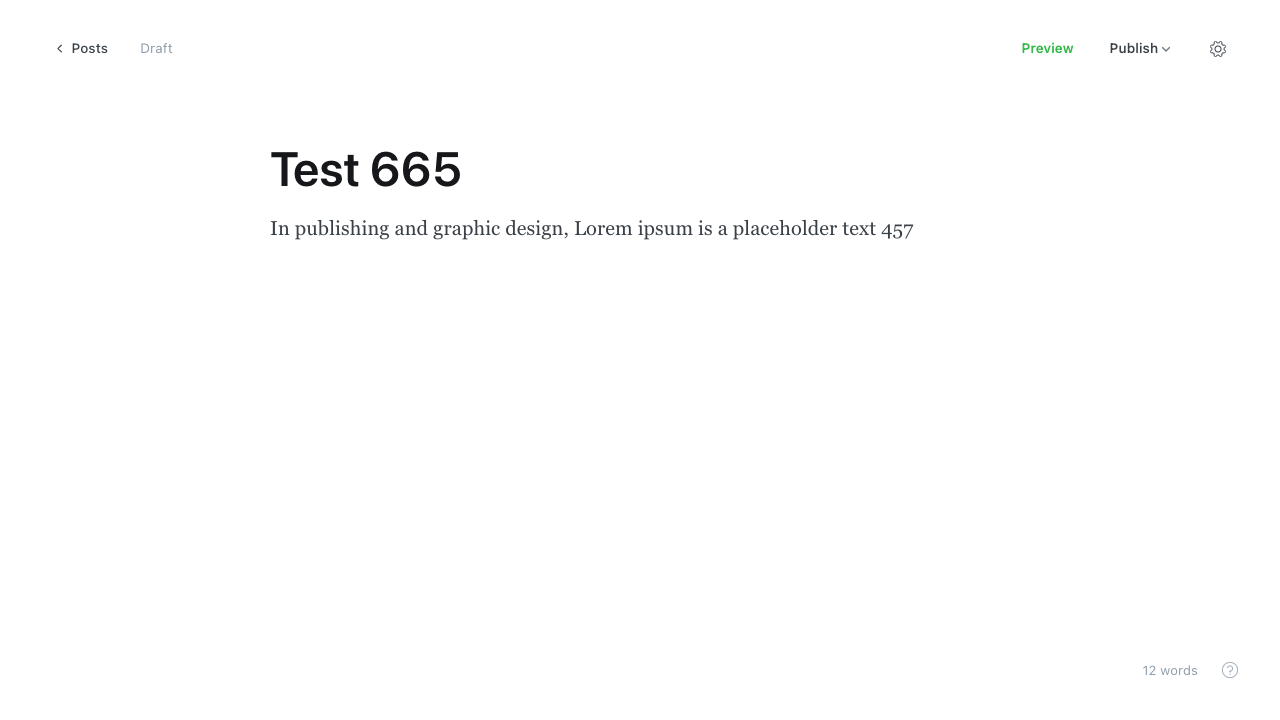 Posts
Draft
Preview
Publish
Test 665
In publishing and graphic design, Lorem ipsum is a placeholder text 457
12 words